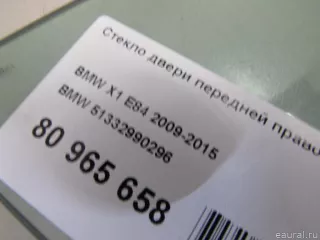 Стекло двери передней право
BMW X1 E84 2009-2015
BMW 51332990296
80 965 658
eaural.ru